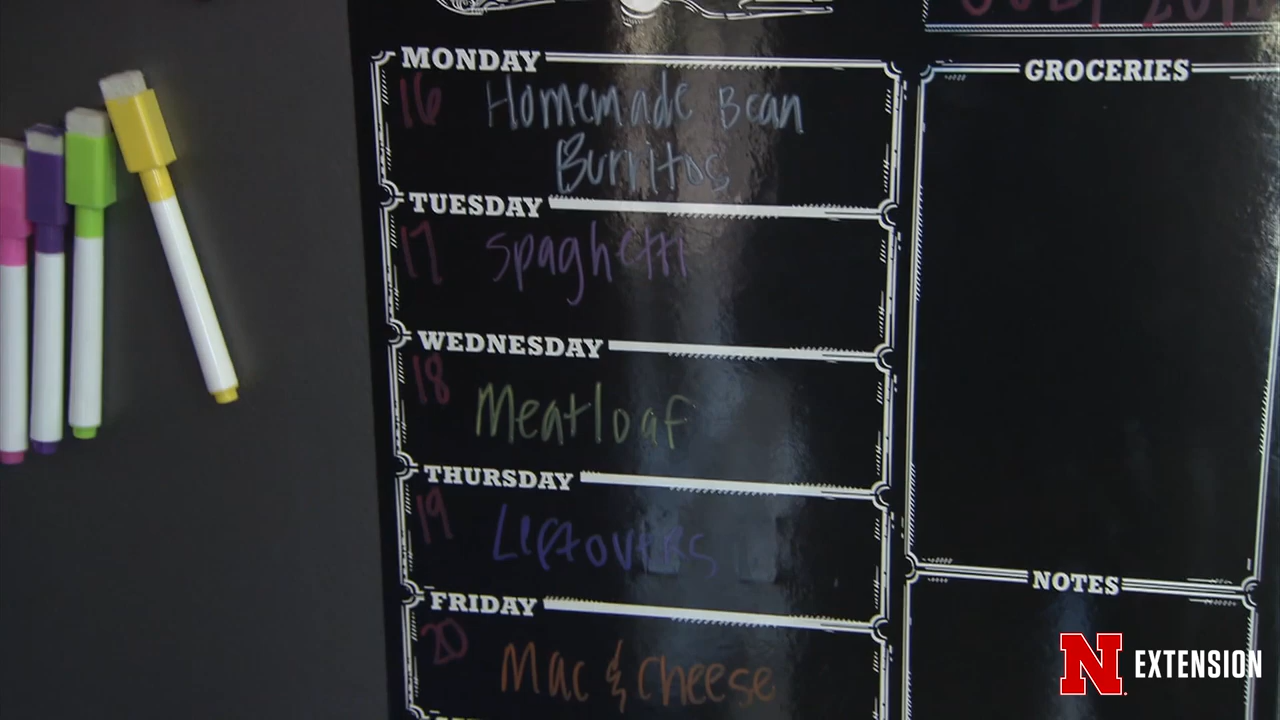 JULY
MONDAY
16 Homemade Bean
Burritos
TUESDAY
17 Spaghetti
WEDNESDAY
18 Meatloaf
THURSDAY
19 Leftovers
FRIDAY
20 Mac & Cheese
GROCERIES
NOTES
N EXTENSION